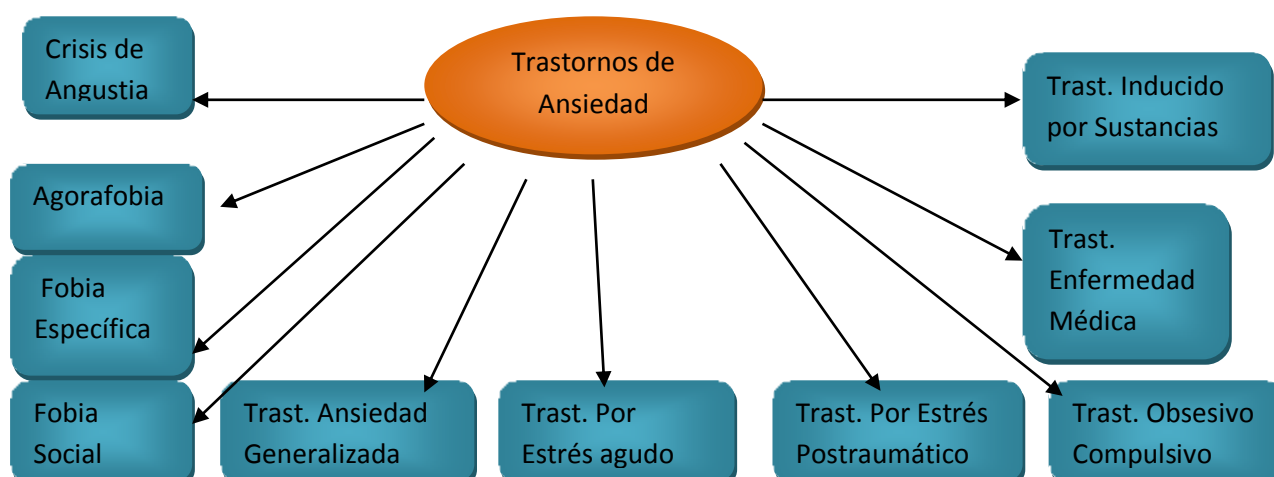 Trastornos de
Ansiedad
Crisis de
Angustia
Agorafobia
Fobia
Específica
Fobia
Social
Trast. Ansiedad
Generalizada
Trast. Por
Estrés agudo
Trast. Por Estrés
Postraumático
Trast. Obsesivo
Compulsivo
Trast.
Enfermedad
Médica
Trast. Inducido
por Sustancias